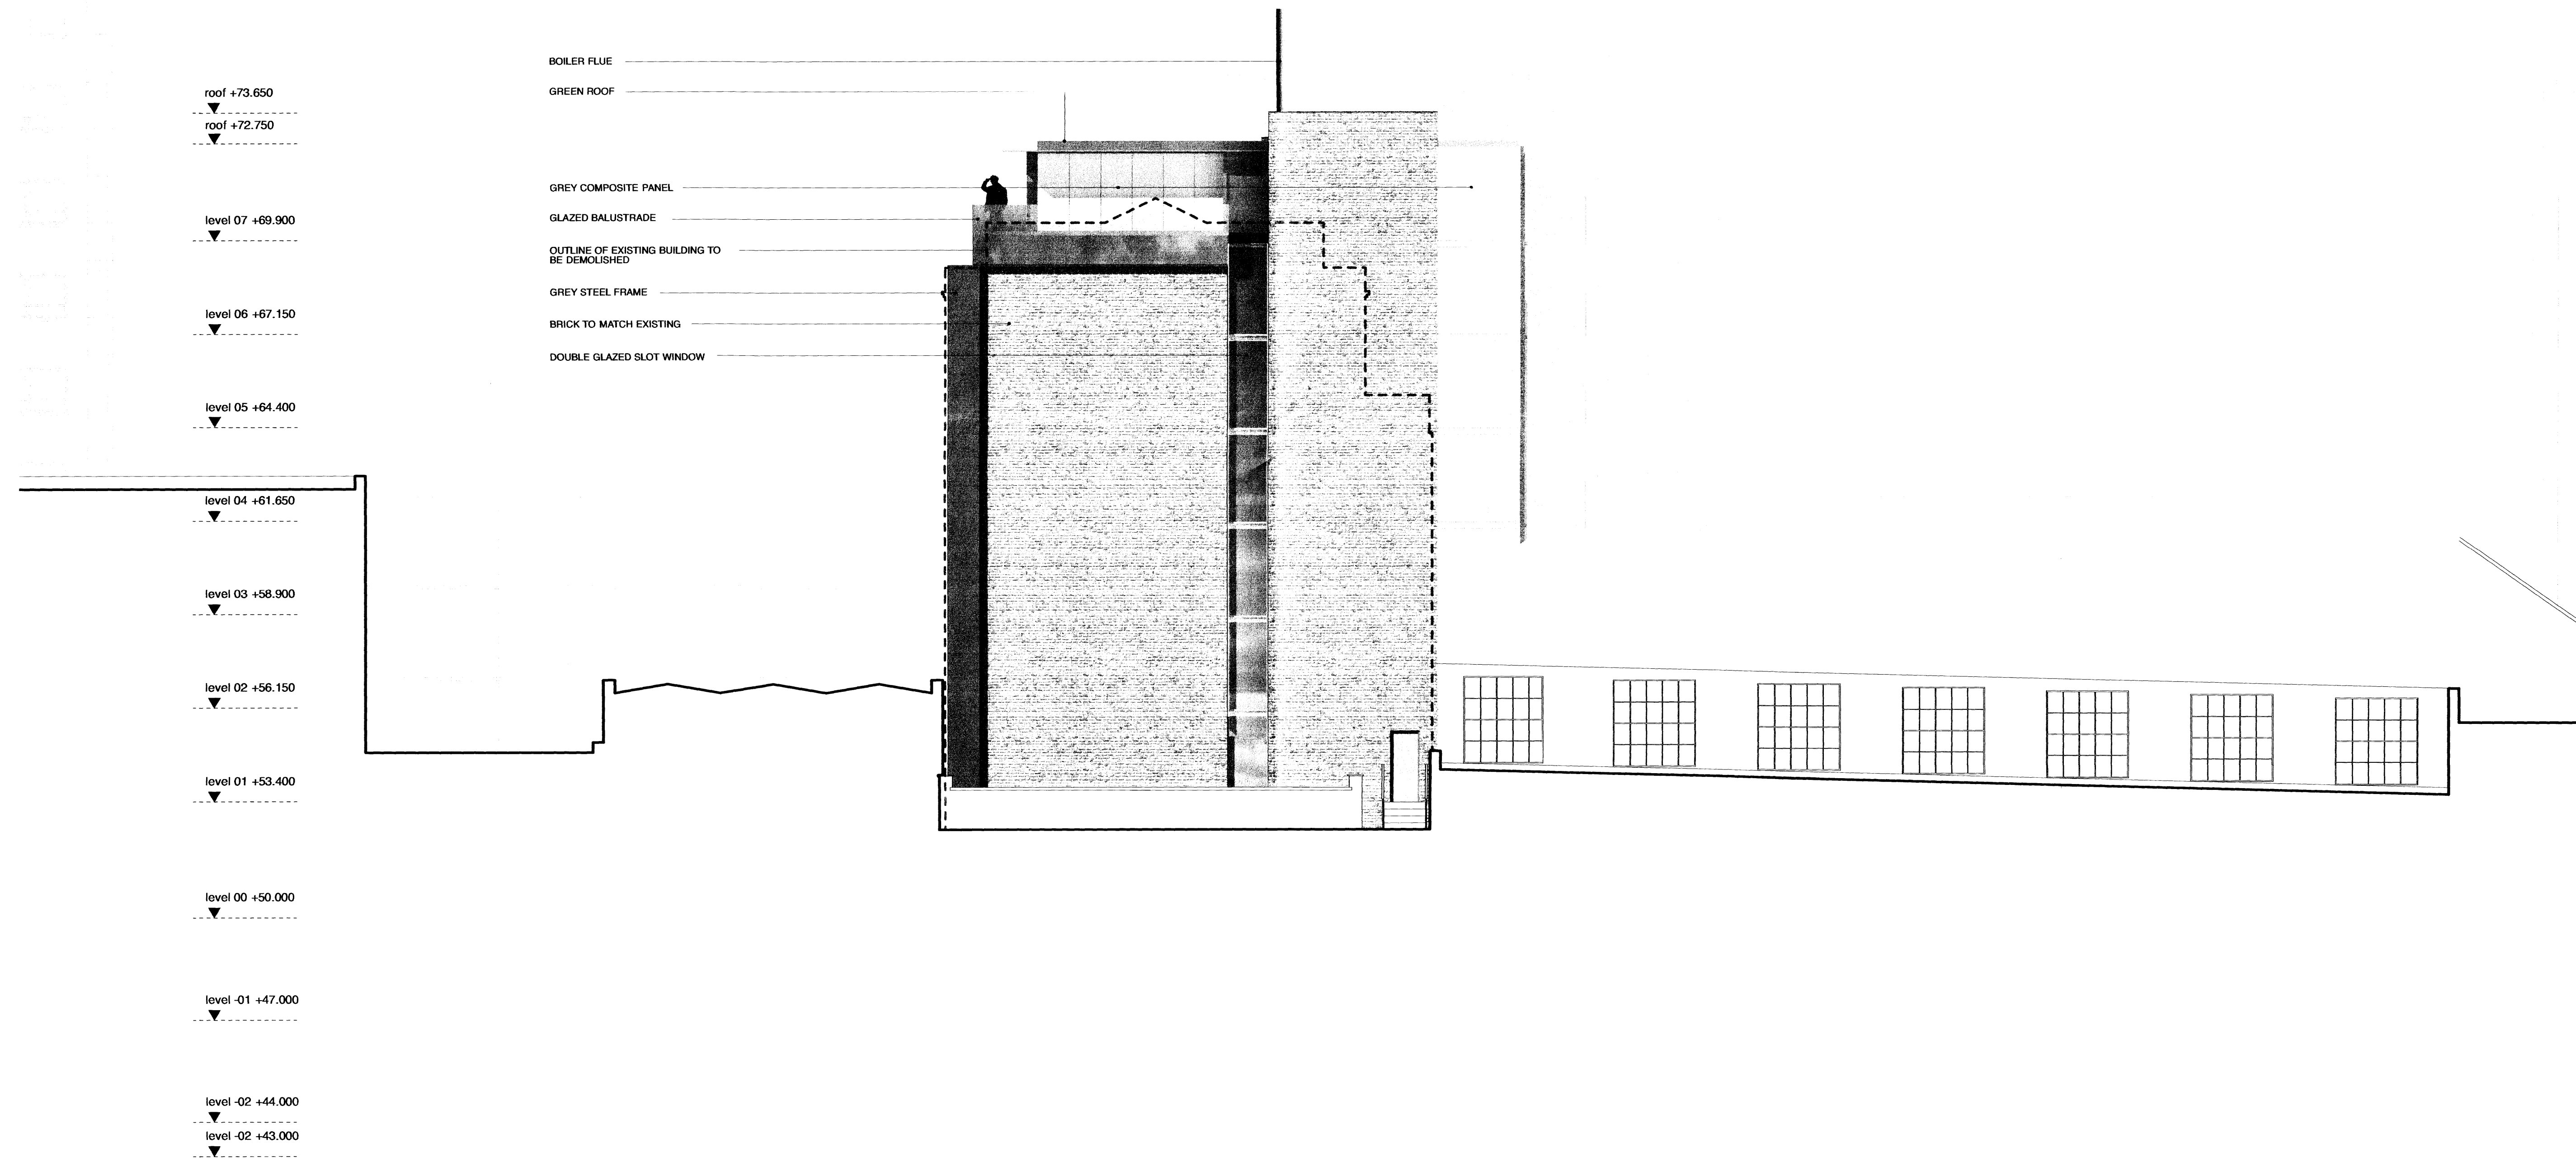 BOILER FLUE
GREEN ROOF
GREY COMPOSITE PANEL
GLAZED BALUSTRADE
OUTLINE OF EXISTING BUILDING TO
BE DEMOLISHED
GREY STEEL FRAME
BRICK TO MATCH EXISTING
DOUBLE GLAZED SLOT WINDOW
roof +73.650
roof +72.750
level 07 +69.900
level 06 +67.150
level 05 +64.400
level 04 +61.650
level 03 +58.900
level 02 +56.150
level 01 +53.400
level 00 +50.000
level -01 +47.000
level -02 +44.000
level -02 +43.000